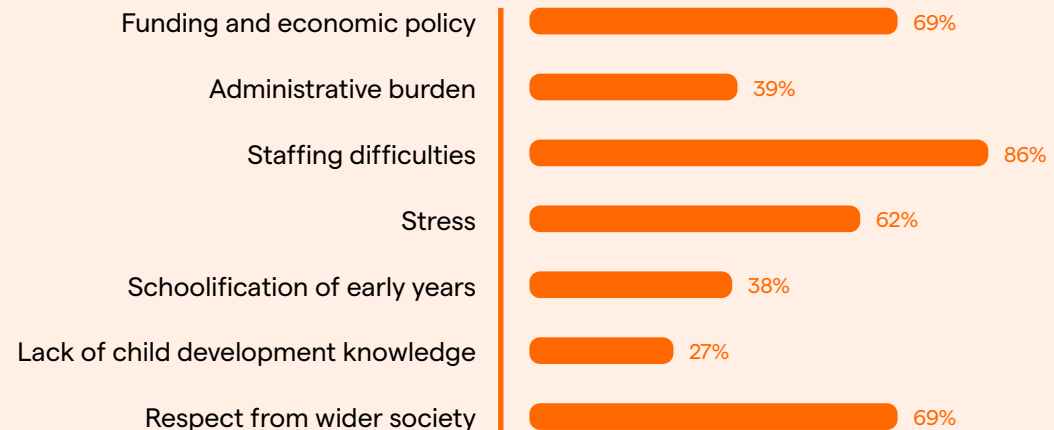 Funding and economic policy 69%
Administrative burden 39%
Staffing difficulties 86%
Stress 62%
Schoolification of early years 38%
Lack of child development knowledge 27%
Respect from wider society 69%